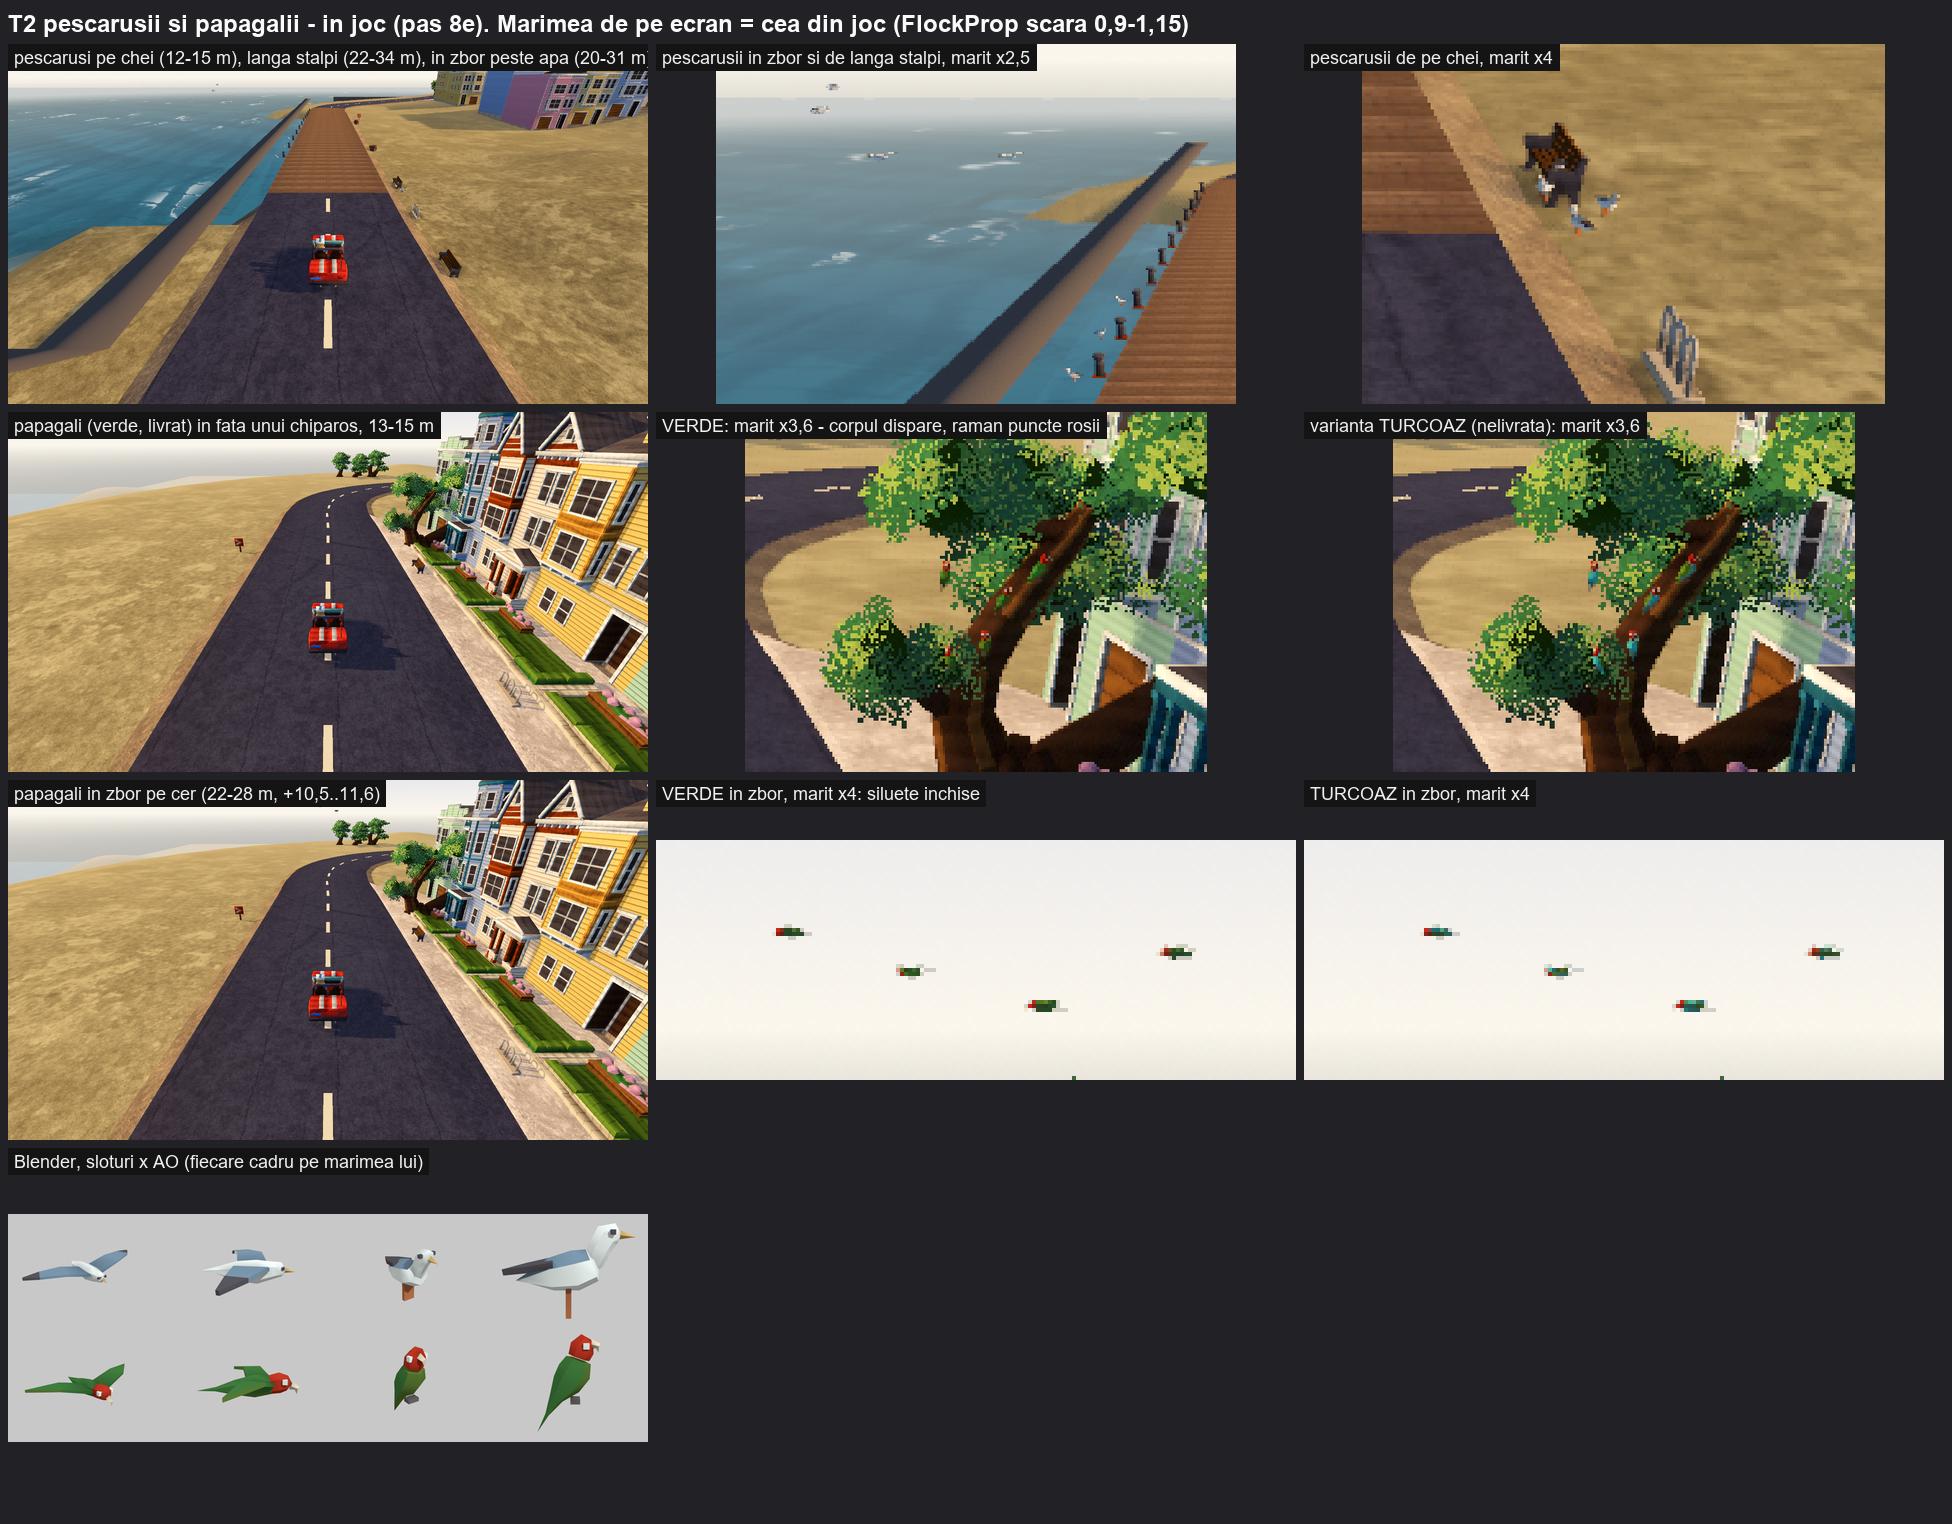 T2 pescarusii si papagalii - in joc (pas 8e). Marimea de pe ecran = cea din joc (FlockProp scara 0,9-1,15)
pescarusi pe chei (12-15 m), langa stalpi (22-34 m), in zbor peste apa (20-31 m)
pescarusii in zbor si de langa stalpi, marit x2,5
pescarusii de pe chei, marit x4
papagali (verde, livrat) in fata unui chiparos, 13-15 m
VERDE: marit x3,6 - corpul dispare, raman puncte rosii
varianta TURCOAZ (nelivrata): marit x3,6
papagali in zbor pe cer (22-28 m, +10,5..11,6)
VERDE in zbor, marit x4: siluete inchise
TURCOAZ in zbor, marit x4
Blender, sloturi x AO (fiecare cadru pe marimea lui)